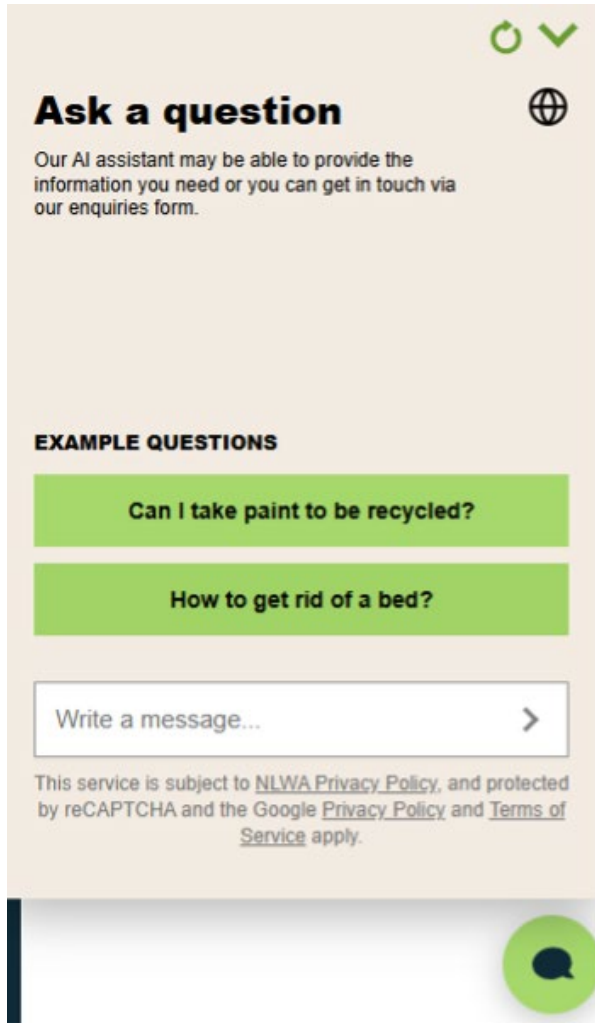 Ask a question
Our AI assistant may be able to provide the
information you need or you can get in touch via
our enquiries form.
EXAMPLE QUESTIONS
Can I take paint to be recycled?
How to get rid of a bed?
Write a message...
This service is subject to NLWA Privacy Policy, and protected
by reCAPTCHA and the Google Privacy Policy and Terms of
Service apply.